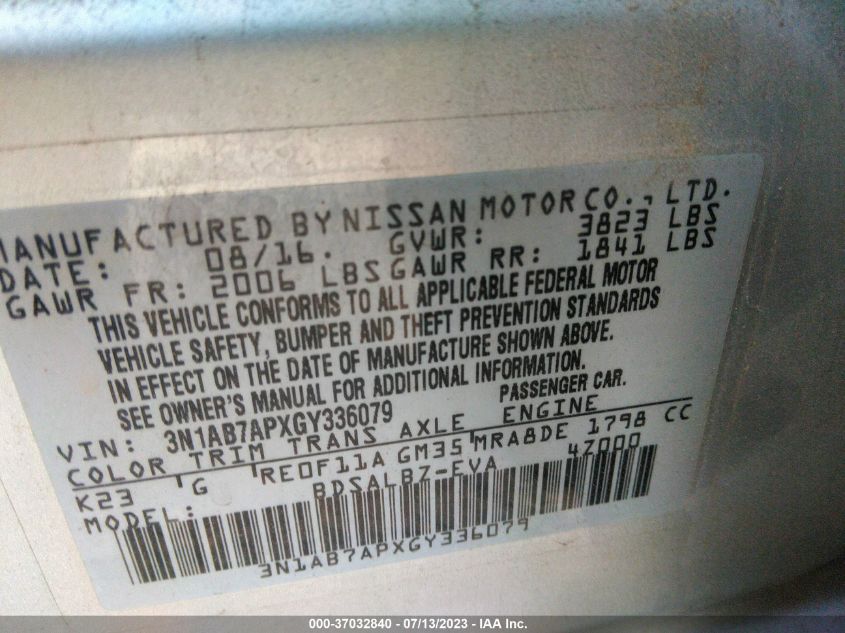 MANUFACTURED BY NISSAN MOTOR CO., LTD.
DATE: 08/16. GVWR: 3823 LBS
GAWR FR: 2006 LBS GAWR RR: 1841 LBS
THIS VEHICLE CONFORMS TO ALL APPLICABLE FEDERAL MOTOR
VEHICLE SAFETY, BUMPER AND THEFT PREVENTION STANDARDS
IN EFFECT ON THE DATE OF MANUFACTURE SHOWN ABOVE.
SEE OWNER'S MANUAL FOR ADDITIONAL INFORMATION.
VIN: 3N1AB7APXGY336079 PASSENGER CAR.
COLOR TRIM TRANS AXLE ENGINE
K23 G RE0F11A GM35 MRA8DE 1798 CC
MODEL: BDSALBZ-EVA 4Z000
3N1AB7APXGY336079
000-37032840 - 07/13/2023 - IAA Inc.